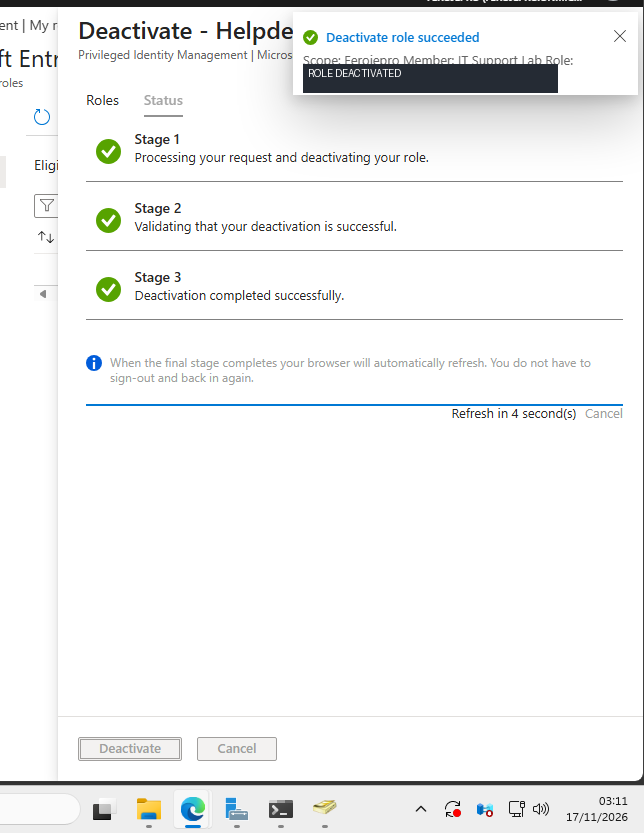 ent | My r
Deactivate - Helpde
ft Entr
Privileged Identity Management | Micros
roles
Deactivate role succeeded
Scope: Feroiepro Member: IT Support Lab Role:
ROLE DEACTIVATED
Roles
Status
Eligi
Stage 1
Processing your request and deactivating your role.
Stage 2
Validating that your deactivation is successful.
Stage 3
Deactivation completed successfully.
When the final stage completes your browser will automatically refresh. You do not have to
sign-out and back in again.
Refresh in 4 second(s) Cancel
Deactivate
Cancel
03:11
17/11/2026